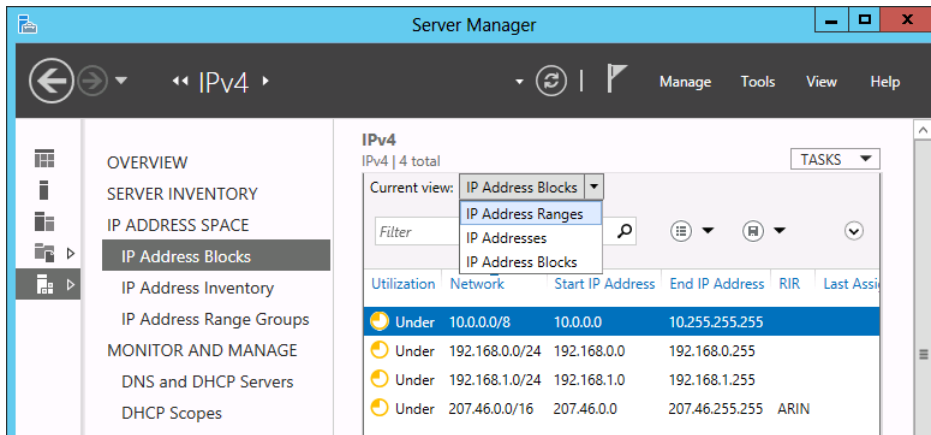 Server Manager
IPv4
Manage Tools View Help
OVERVIEW
SERVER INVENTORY
IP ADDRESS SPACE
IP Address Blocks
IP Address Inventory
IP Address Range Groups
MONITOR AND MANAGE
DNS and DHCP Servers
DHCP Scopes
IPv4
IPv4 | 4 total
TASKS
Current view: IP Address Blocks
IP Address Ranges
IP Addresses
IP Address Blocks
Filter
Utilization Network Start IP Address End IP Address RIR Last Assi
Under 10.0.0.0/8 10.0.0.0 10.255.255.255
Under 192.168.0.0/24 192.168.0.0 192.168.0.255
Under 192.168.1.0/24 192.168.1.0 192.168.1.255
Under 207.46.0.0/16 207.46.0.0 207.46.255.255 ARIN